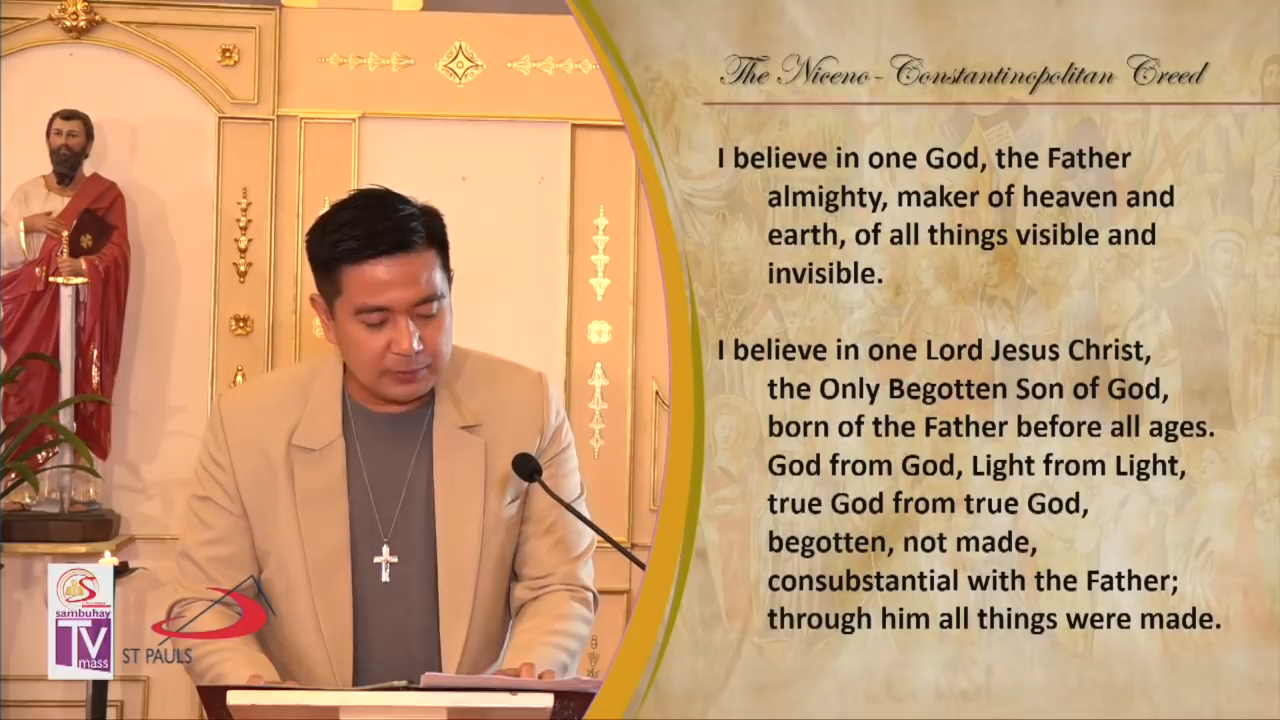 The Niceno-Constantinopolitan Creed
I believe in one God, the Father
almighty, maker of heaven and
earth, of all things visible and
invisible.
I believe in one Lord Jesus Christ,
the Only Begotten Son of God,
born of the Father before all ages.
God from God, Light from Light,
true God from true God,
begotten, not made,
consubstantial with the Father;
through him all things were made.
sambuhay
TV
mass
ST PAULS